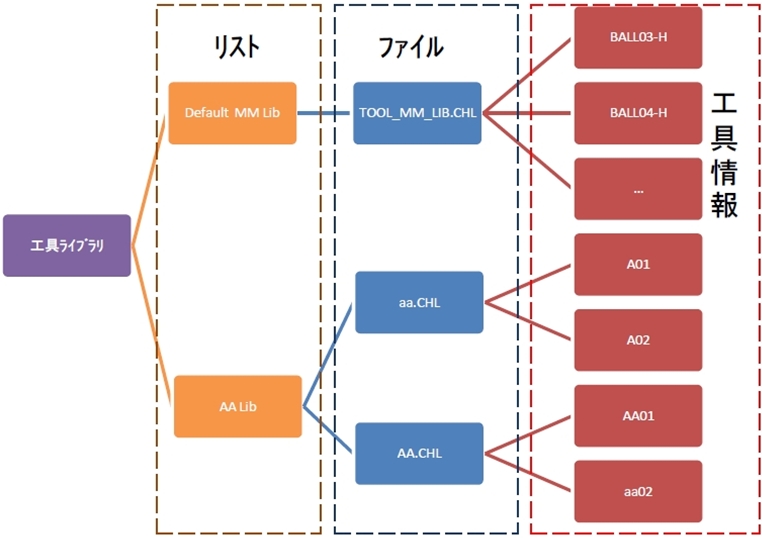 リスト
ファイル
工具情報
工具ﾗｲﾌﾞﾗﾘ
Default MM Lib
TOOL_MM_LIB.CHL
BALL03-H
BALL04-H
...
AA Lib
aa.CHL
A01
A02
AA.CHL
AA01
aa02